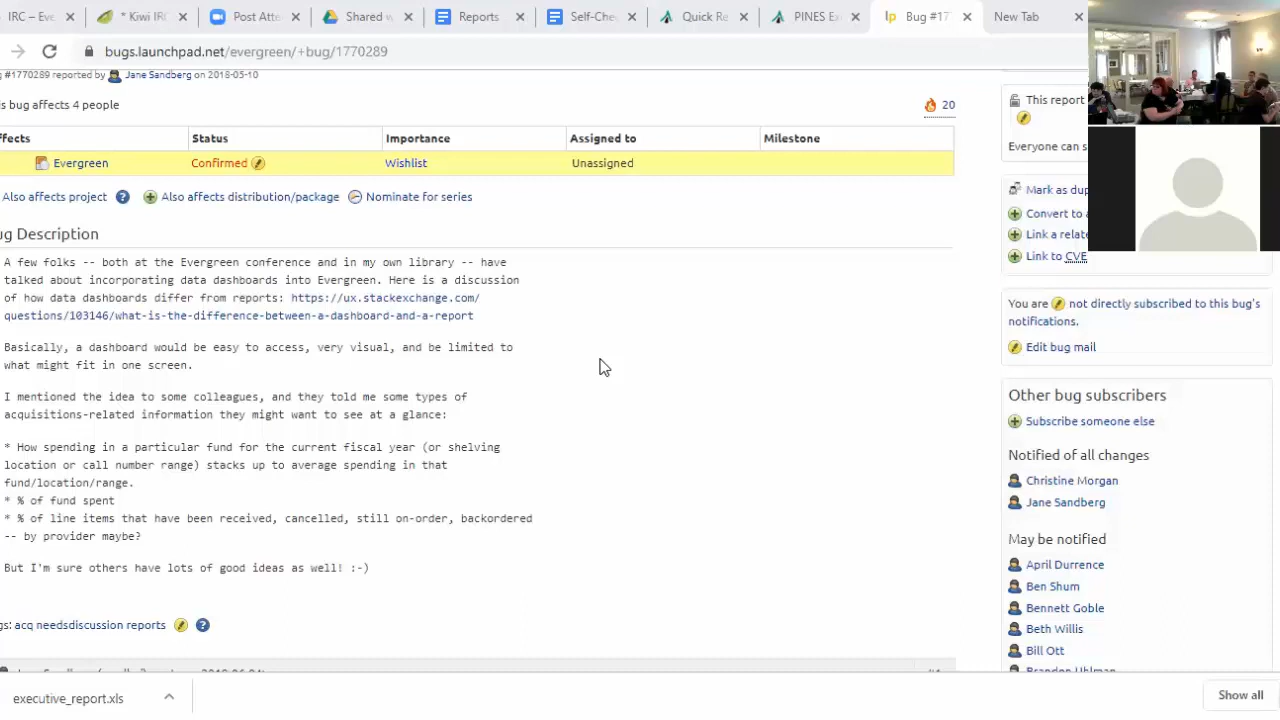 IRC – Eve
* Kiwi IRC
Post Atte
Shared w
Reports
Self-Che
Quick Re
PINES Ex
Bug #17
New Tab
bugs.launchpad.net/evergreen/+bug/1770289
#1770289 reported by Jane Sandberg on 2018-05-10
s bug affects 4 people
20
ffects Status Importance Assigned to Milestone
Evergreen Confirmed Wishlist Unassigned
Also affects project Also affects distribution/package Nominate for series
ug Description
A few folks -- both at the Evergreen conference and in my own library -- have
talked about incorporating data dashboards into Evergreen. Here is a discussion
of how data dashboards differ from reports: https://ux.stackexchange.com/
questions/103146/what-is-the-difference-between-a-dashboard-and-a-report
Basically, a dashboard would be easy to access, very visual, and be limited to
what might fit in one screen.
I mentioned the idea to some colleagues, and they told me some types of
acquisitions-related information they might want to see at a glance:
* How spending in a particular fund for the current fiscal year (or shelving
location or call number range) stacks up to average spending in that
fund/location/range.
* % of fund spent
* % of line items that have been received, cancelled, still on-order, backordered
-- by provider maybe?
But I'm sure others have lots of good ideas as well! :-)
gs: acq needsdiscussion reports
This report
Everyone can s
Mark as dup
Convert to a
Link a relate
Link to CVE
You are not directly subscribed to this bug's
notifications.
Edit bug mail
Other bug subscribers
Subscribe someone else
Notified of all changes
Christine Morgan
Jane Sandberg
May be notified
April Durrence
Ben Shum
Bennett Goble
Beth Willis
Bill Ott
Brandon Uhlman
executive_report.xls
Show all